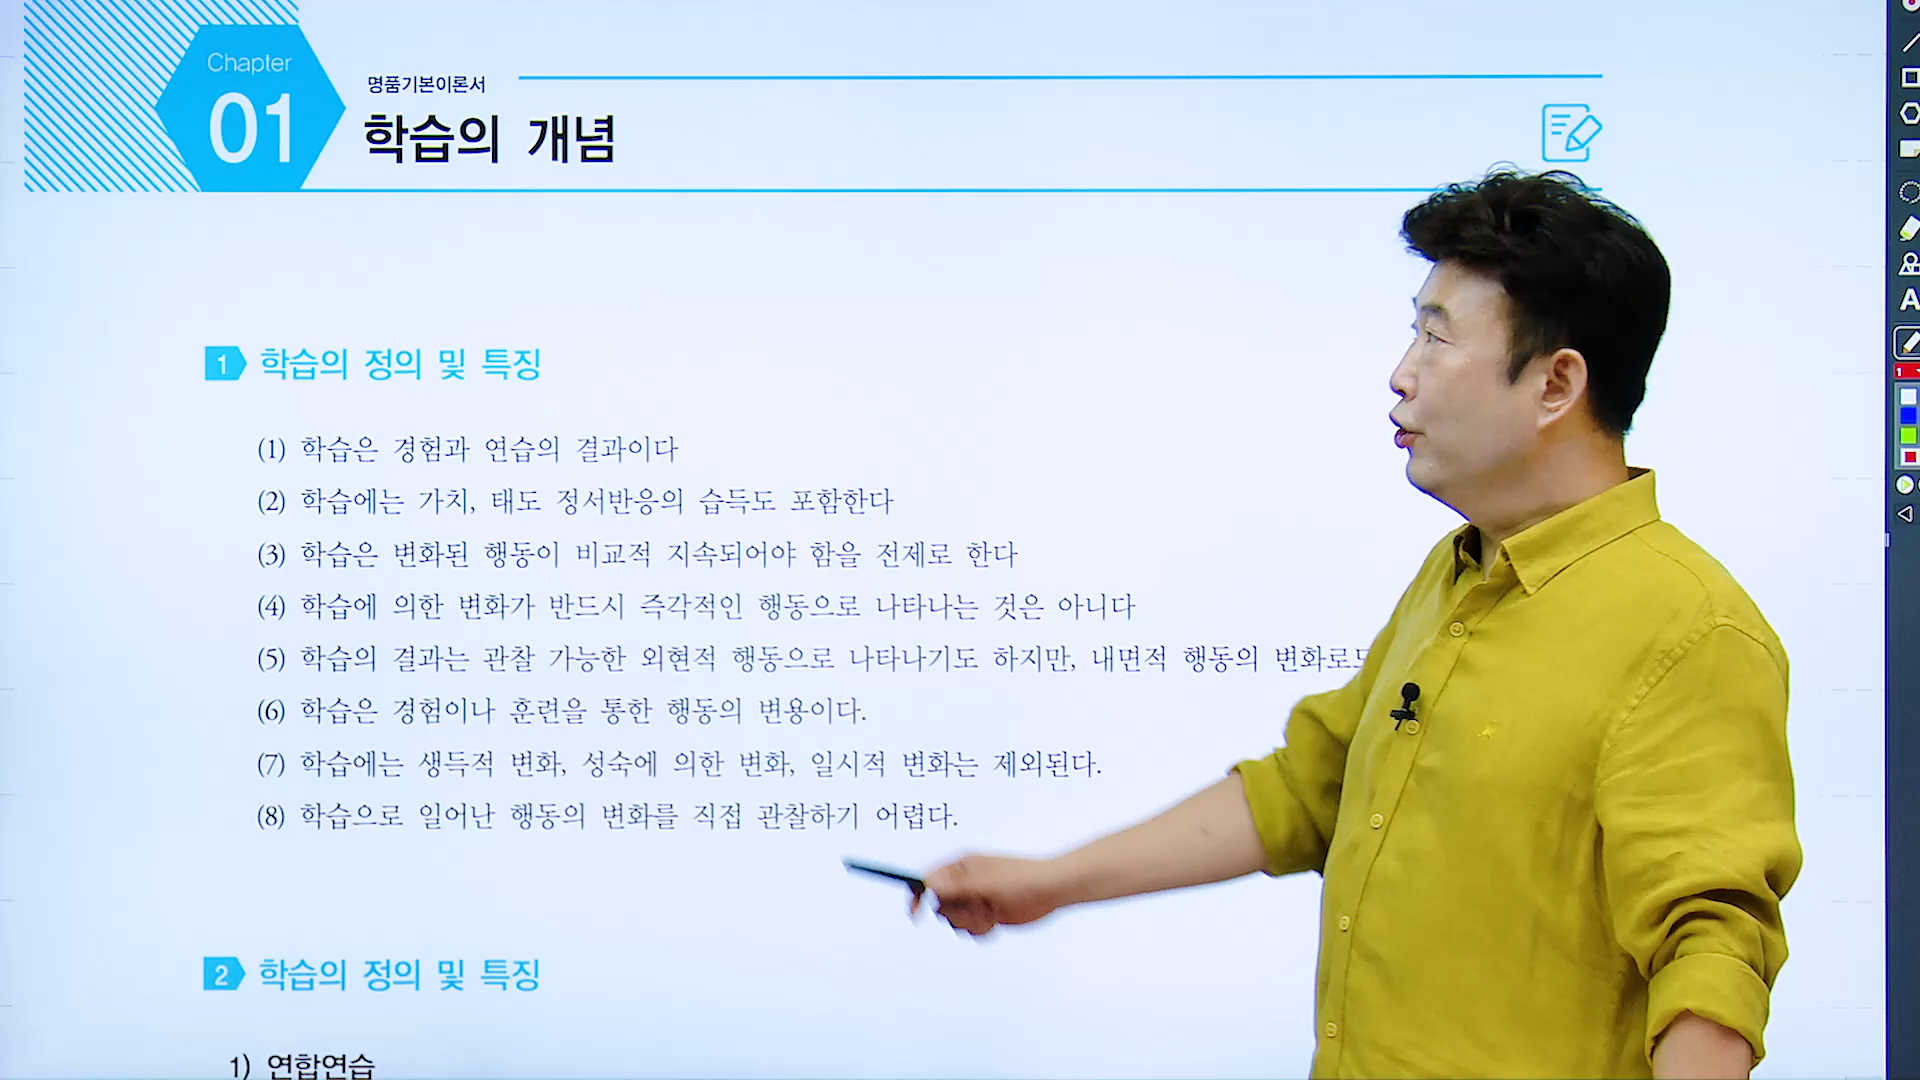 Chapter
01
명품기본이론서
학습의 개념
1 학습의 정의 및 특징
(1) 학습은 경험과 연습의 결과이다
(2) 학습에는 가치, 태도 정서반응의 습득도 포함한다
(3) 학습은 변화된 행동이 비교적 지속되어야 함을 전제로 한다
(4) 학습에 의한 변화가 반드시 즉각적인 행동으로 나타나는 것은 아니다
(5) 학습의 결과는 관찰 가능한 외현적 행동으로 나타나기도 하지만, 내면적 행동의 변화로도
(6) 학습은 경험이나 훈련을 통한 행동의 변용이다.
(7) 학습에는 생득적 변화, 성숙에 의한 변화, 일시적 변화는 제외된다.
(8) 학습으로 일어난 행동의 변화를 직접 관찰하기 어렵다.
2 학습의 정의 및 특징
1) 연합연습
A
1